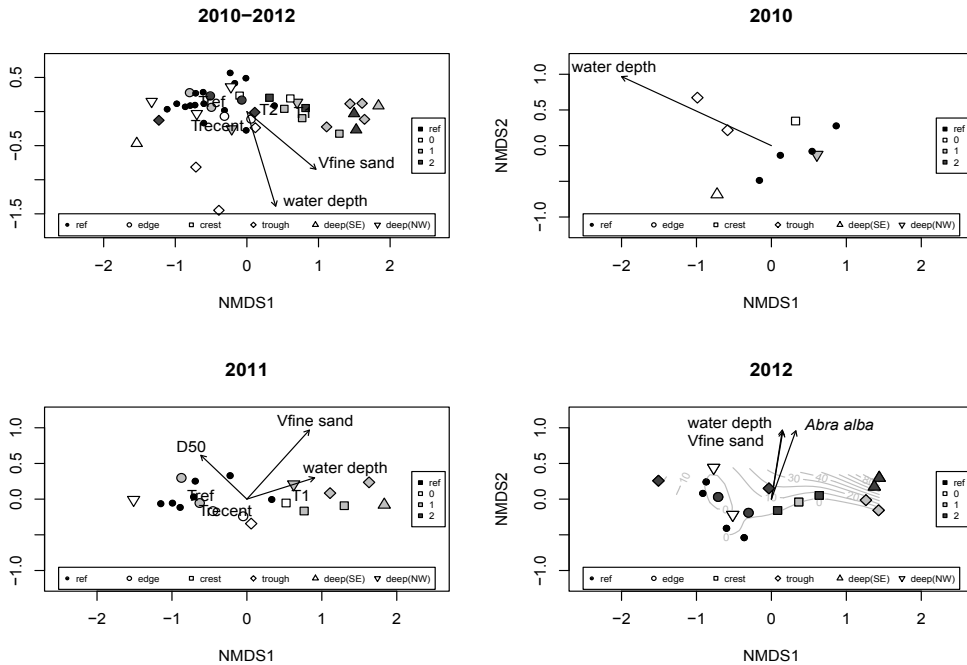 2010−2012
0.5
−0.5
−1.5
Tref
T2
T1
Trecent
Vfine sand
water depth
ref
0
1
2
ref edge crest trough deep(SE) deep(NW)
−2 −1 0 1 2
NMDS1
2010
NMDS2
1.0
0.0
−1.0
water depth
ref
0
1
2
ref edge crest trough deep(SE) deep(NW)
−2 −1 0 1 2
NMDS1
2011
1.0
0.0
−1.0
D50
Vfine sand
water depth
Tref
T1
Trecent
ref
0
1
2
ref edge crest trough deep(SE) deep(NW)
−2 −1 0 1 2
NMDS1
2012
NMDS2
1.0
0.0
−1.0
water depth
Vfine sand
Abra alba
−10
10
30
40
20
0
0
0
ref
0
1
2
ref edge crest trough deep(SE) deep(NW)
−2 −1 0 1 2
NMDS1